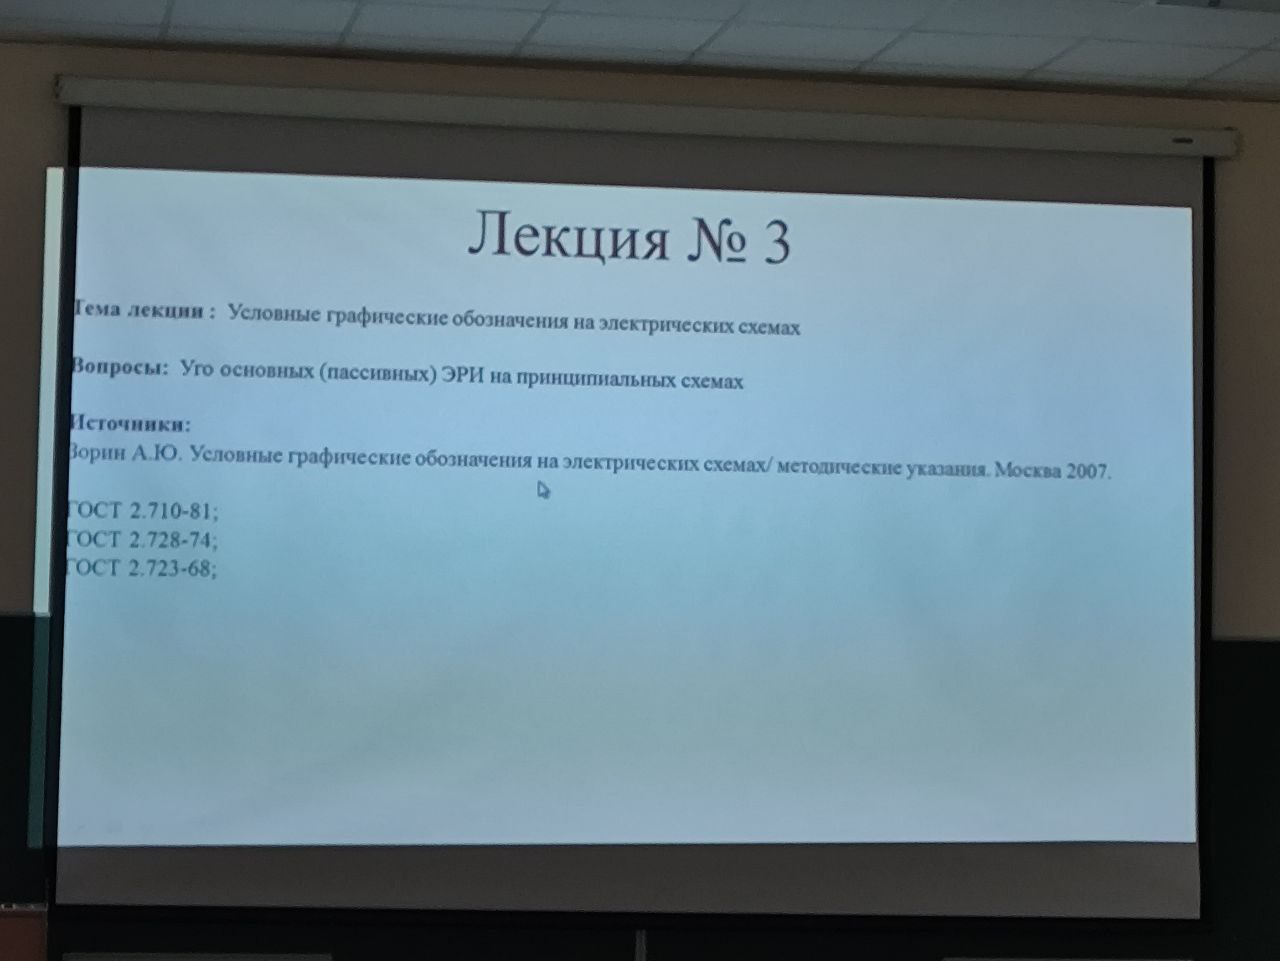 Лекция № 3
Тема лекции : Условные графические обозначения на электрических схемах
Вопросы: Уго основных (пассивных) ЭРИ на принципиальных схемах
Источники:
Зорин А.Ю. Условные графические обозначения на электрических схемах/ методические указания. Москва 2007.
ГОСТ 2.710-81;
ГОСТ 2.728-74;
ГОСТ 2.723-68;